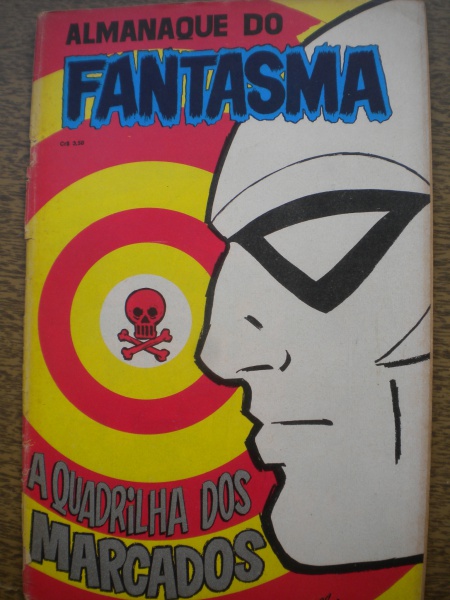 ALMANAQUE DO
FANTASMA
A QUADRILHA DOS
MARCADOS